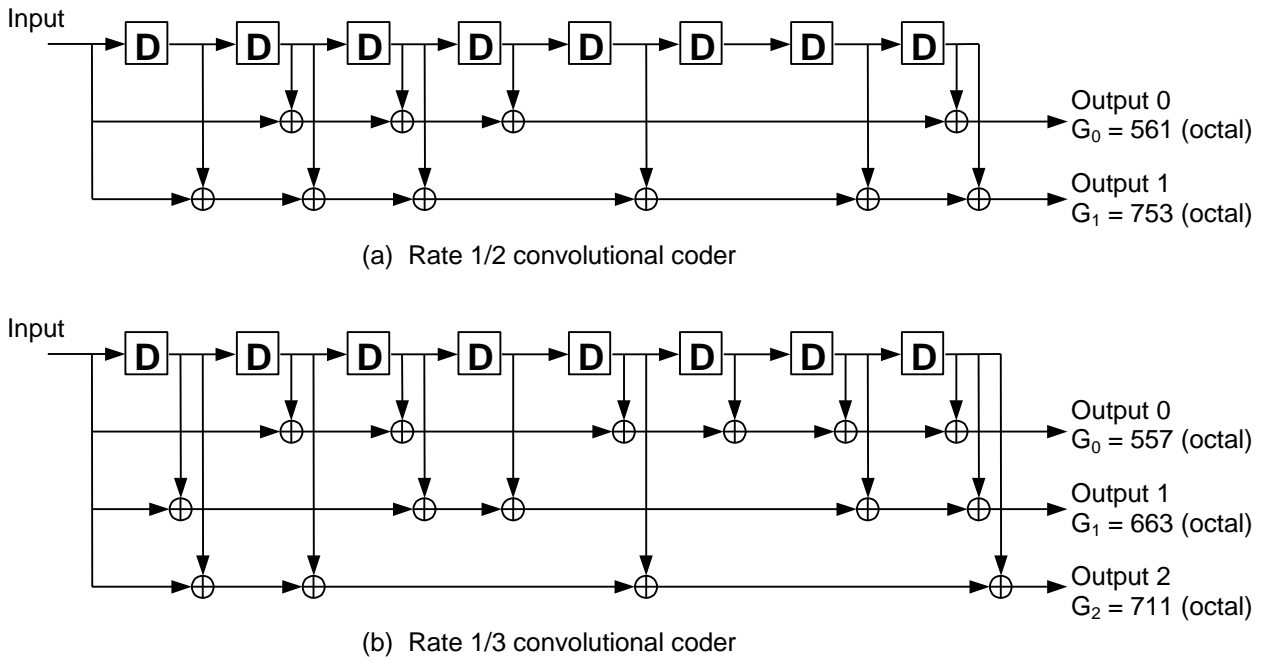 Input
D D D D D D D D
Output 0
G₀ = 561 (octal)
Output 1
G₁ = 753 (octal)
(a) Rate 1/2 convolutional coder
Input
D D D D D D D D
Output 0
G₀ = 557 (octal)
Output 1
G₁ = 663 (octal)
Output 2
G₂ = 711 (octal)
(b) Rate 1/3 convolutional coder